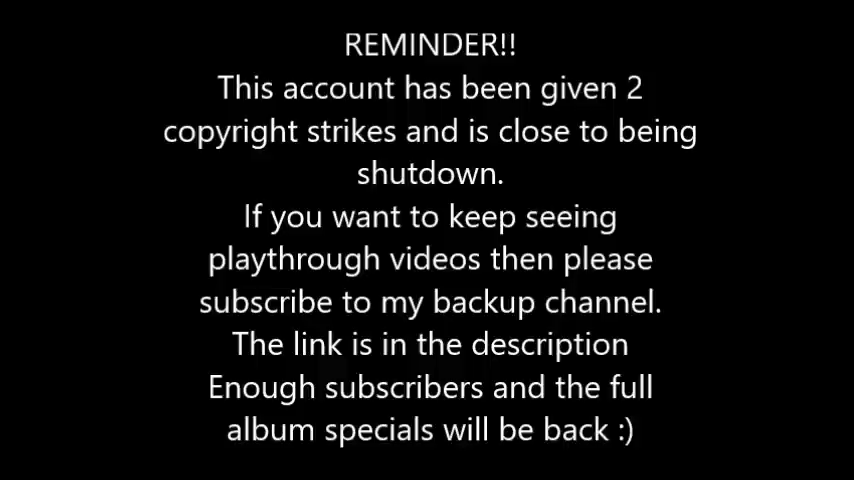 REMINDER!!
This account has been given 2
copyright strikes and is close to being
shutdown.
If you want to keep seeing
playthrough videos then please
subscribe to my backup channel.
The link is in the description
Enough subscribers and the full
album specials will be back :)